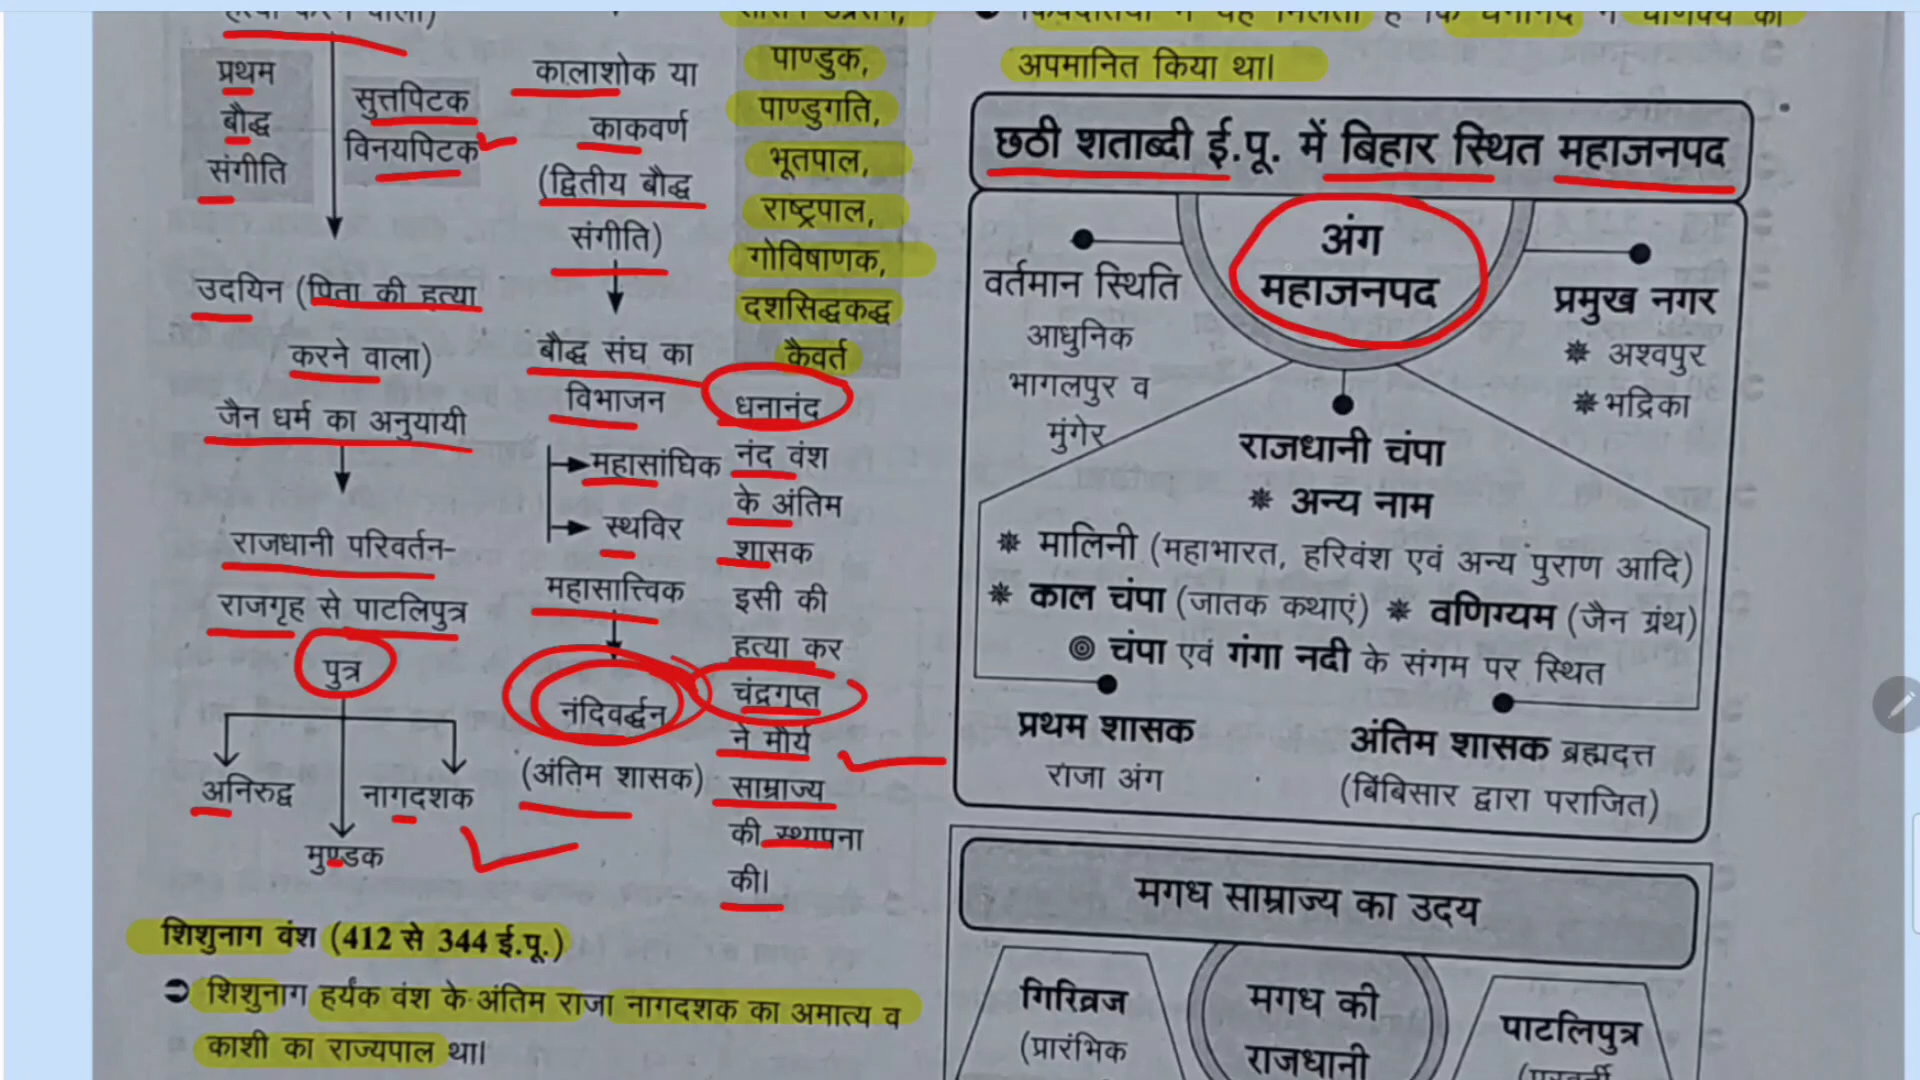 हत्या करने वाला)
प्रथम
बौद्ध
संगीति
सुत्तपिटक
विनयपिटक
उदयिन (पिता की हत्या
करने वाला)
जैन धर्म का अनुयायी
राजधानी परिवर्तन-
राजगृह से पाटलिपुत्र
पुत्र
अनिरुद्व
नागदशक
मुण्डक
कालाशोक या
काकवर्ण
(द्वितीय बौद्ध
संगीति)
बौद्ध संघ का
विभाजन
महासांघिक
स्थविर
महासात्त्विक
नंदिवर्द्धन
(अंतिम शासक)
पाण्डुक,
पाण्डुगति,
भूतपाल,
राष्ट्रपाल,
गोविषाणक,
दशसिद्धकद्ध
कैवर्त
धनानंद
नंद वंश
के अंतिम
शासक
इसी की
हत्या कर
चंद्रगुप्त
ने मौर्य
साम्राज्य
की स्थापना
की।
शिशुनाग वंश (412 से 344 ई.पू.)
शिशुनाग हर्यंक वंश के अंतिम राजा नागदशक का अमात्य व
काशी का राज्यपाल था।
अपमानित किया था।
छठी शताब्दी ई.पू. में बिहार स्थित महाजनपद
अंग
महाजनपद
वर्तमान स्थिति
आधुनिक
भागलपुर व
मुंगेर
प्रमुख नगर
❋ अश्वपुर
❋ भद्रिका
राजधानी चंपा
❋ अन्य नाम
❋ मालिनी (महाभारत, हरिवंश एवं अन्य पुराण आदि)
❋ काल चंपा (जातक कथाएं) ❋ वणिग्यम (जैन ग्रंथ)
◎ चंपा एवं गंगा नदी के संगम पर स्थित
प्रथम शासक
राजा अंग
अंतिम शासक ब्रह्मदत्त
(बिंबिसार द्वारा पराजित)
मगध साम्राज्य का उदय
गिरिव्रज
(प्रारंभिक
मगध की
राजधानी
पाटलिपुत्र